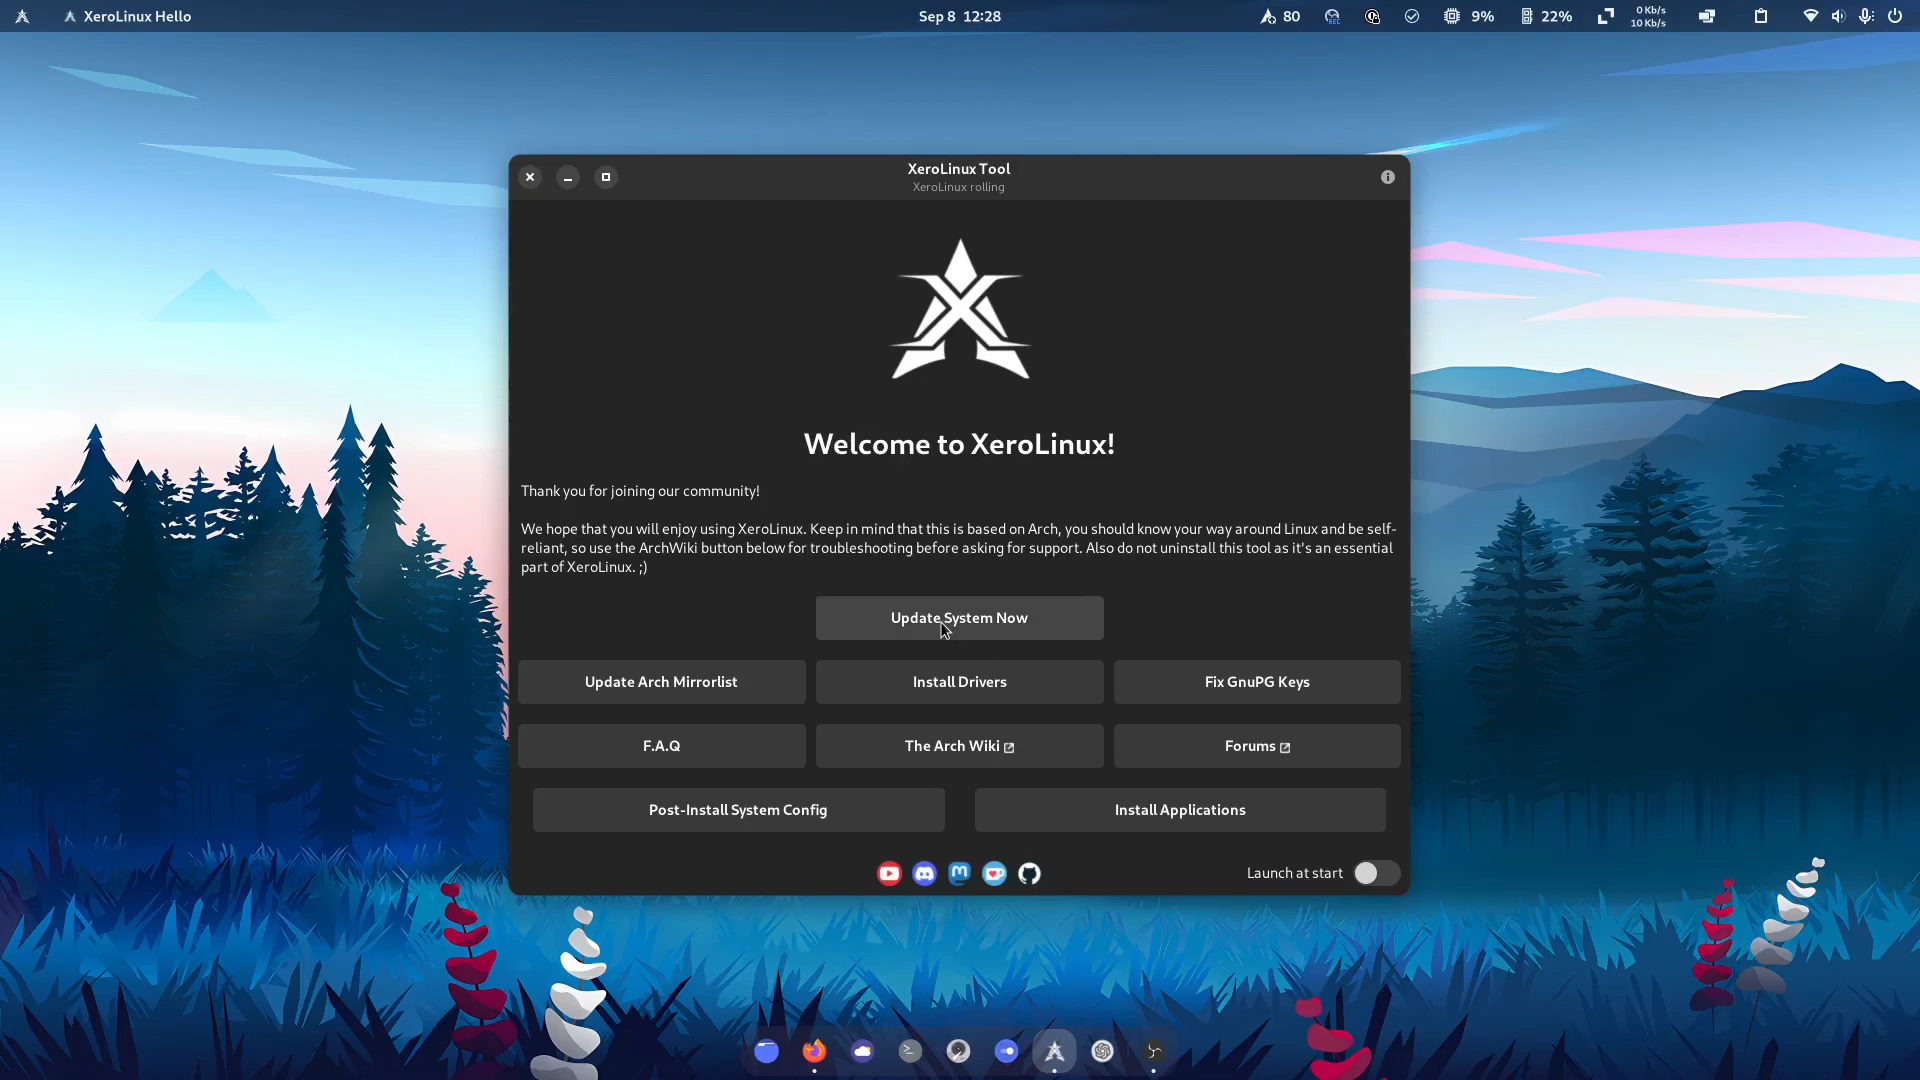 XeroLinux Hello
Sep 8 12:28
80
REC
9%
22%
0 Kb/s
10 Kb/s
XeroLinux Tool
XeroLinux rolling
Welcome to XeroLinux!
Thank you for joining our community!
We hope that you will enjoy using XeroLinux. Keep in mind that this is based on Arch, you should know your way around Linux and be self-
reliant, so use the ArchWiki button below for troubleshooting before asking for support. Also do not uninstall this tool as it's an essential
part of XeroLinux. ;)
Update System Now
Update Arch Mirrorlist
Install Drivers
Fix GnuPG Keys
F.A.Q
The Arch Wiki
Forums
Post-Install System Config
Install Applications
Launch at start